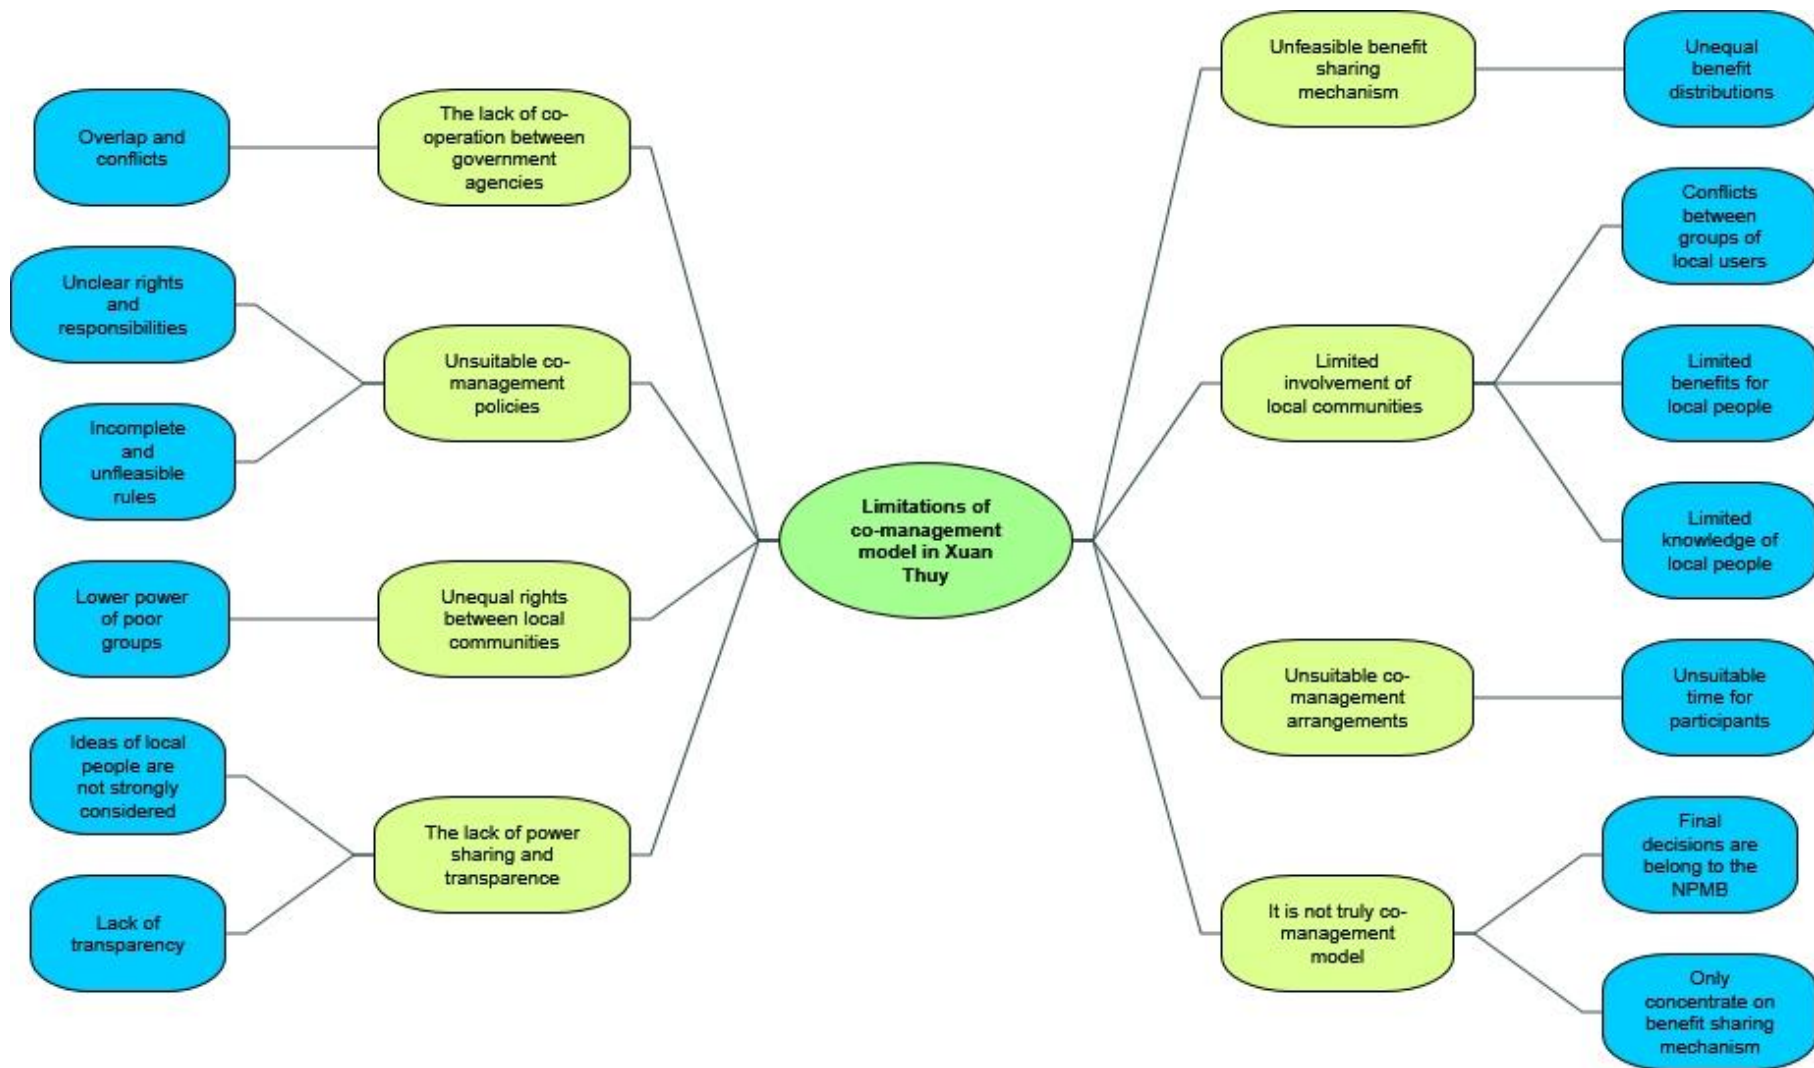 Overlap and
conflicts
The lack of co-
operation between
government
agencies
Unclear rights
and
responsibilities
Unsuitable co-
management
policies
Incomplete
and
unfleasible
rules
Lower power
of poor
groups
Unequal rights
between local
communities
Ideas of local
people are
not strongly
considered
The lack of power
sharing and
transparence
Lack of
transparency
Limitations of
co-management
model in Xuan
Thuy
Unfeasible benefit
sharing
mechanism
Unequal
benefit
distributions
Conflicts
between
groups of
local users
Limited
involvement of
local communities
Limited
benefits for
local people
Limited
knowledge of
local people
Unsuitable co-
management
arrangements
Unsuitable
time for
participants
Final
decisions are
belong to the
NPMB
It is not truly co-
management
model
Only
concentrate on
benefit sharing
mechanism